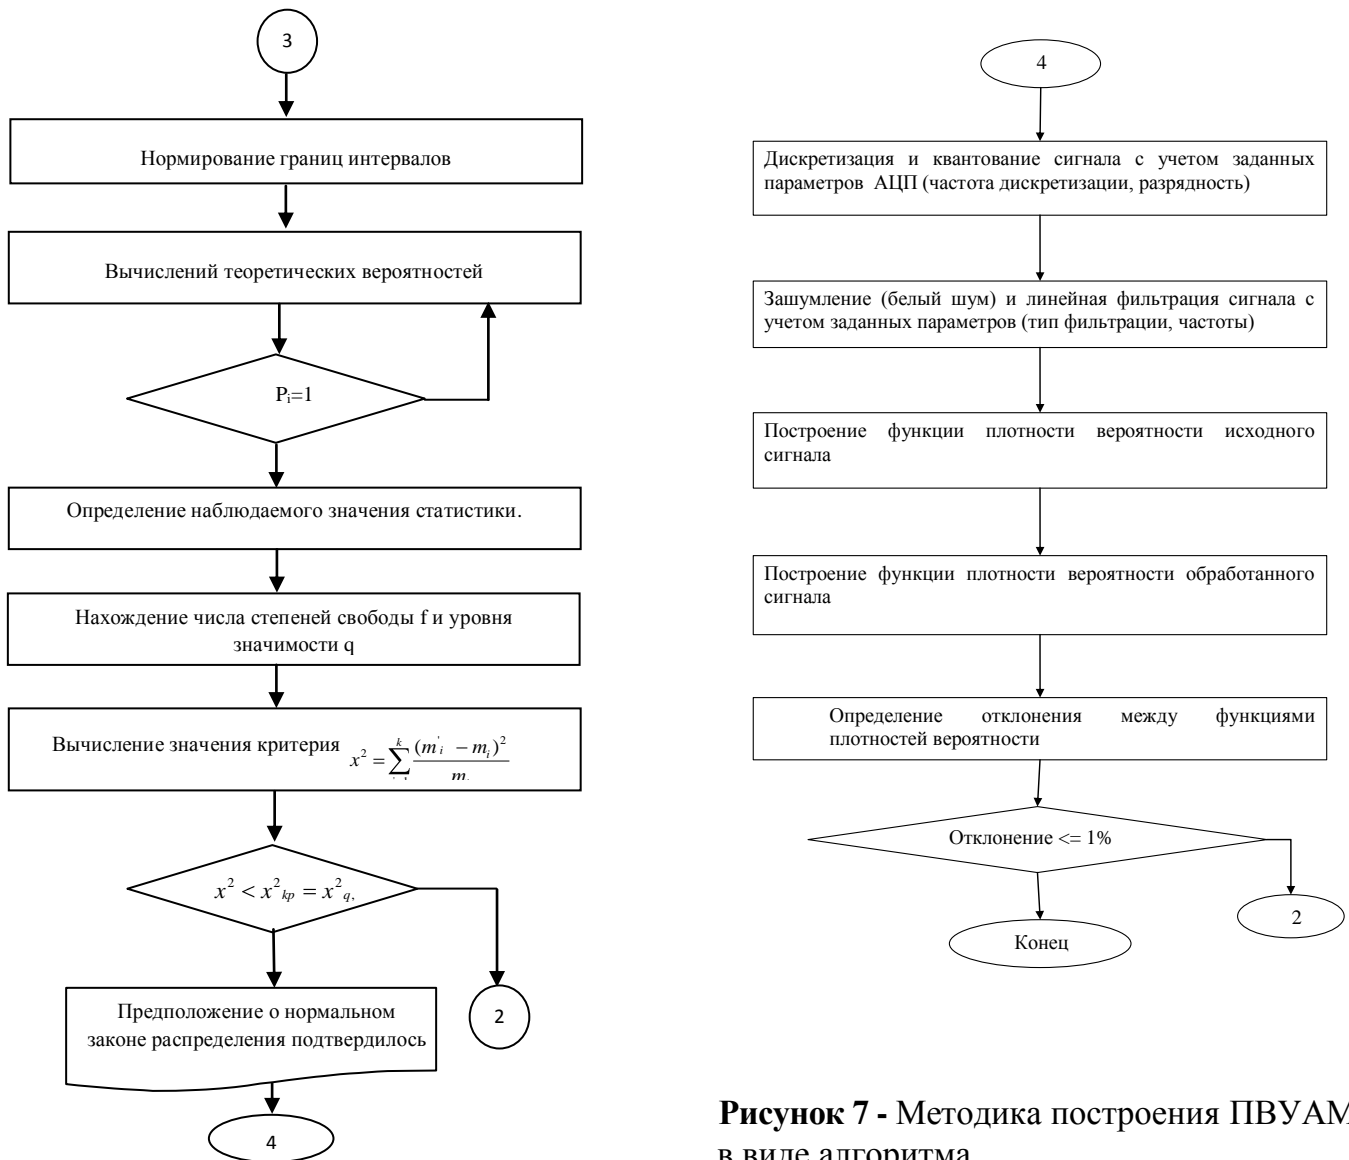 3
Нормирование границ интервалов
Вычислений теоретических вероятностей
Pᵢ=1
Определение наблюдаемого значения статистики.
Нахождение числа степеней свободы f и уровня
значимости q
Вычисление значения критерия x² = ∑ᵏ (m'ᵢ − mᵢ)² / m
x² < x²ₖₚ = x²q,
2
Предположение о нормальном
законе распределения подтвердилось
4
4
Дискретизация и квантование сигнала с учетом заданных
параметров АЦП (частота дискретизации, разрядность)
Зашумление (белый шум) и линейная фильтрация сигнала с
учетом заданных параметров (тип фильтрации, частоты)
Построение функции плотности вероятности исходного
сигнала
Построение функции плотности вероятности обработанного
сигнала
Определение отклонения между функциями
плотностей вероятности
Отклонение <= 1%
2
Конец
Рисунок 7 - Методика построения ПВУАМ
в виде алгоритма